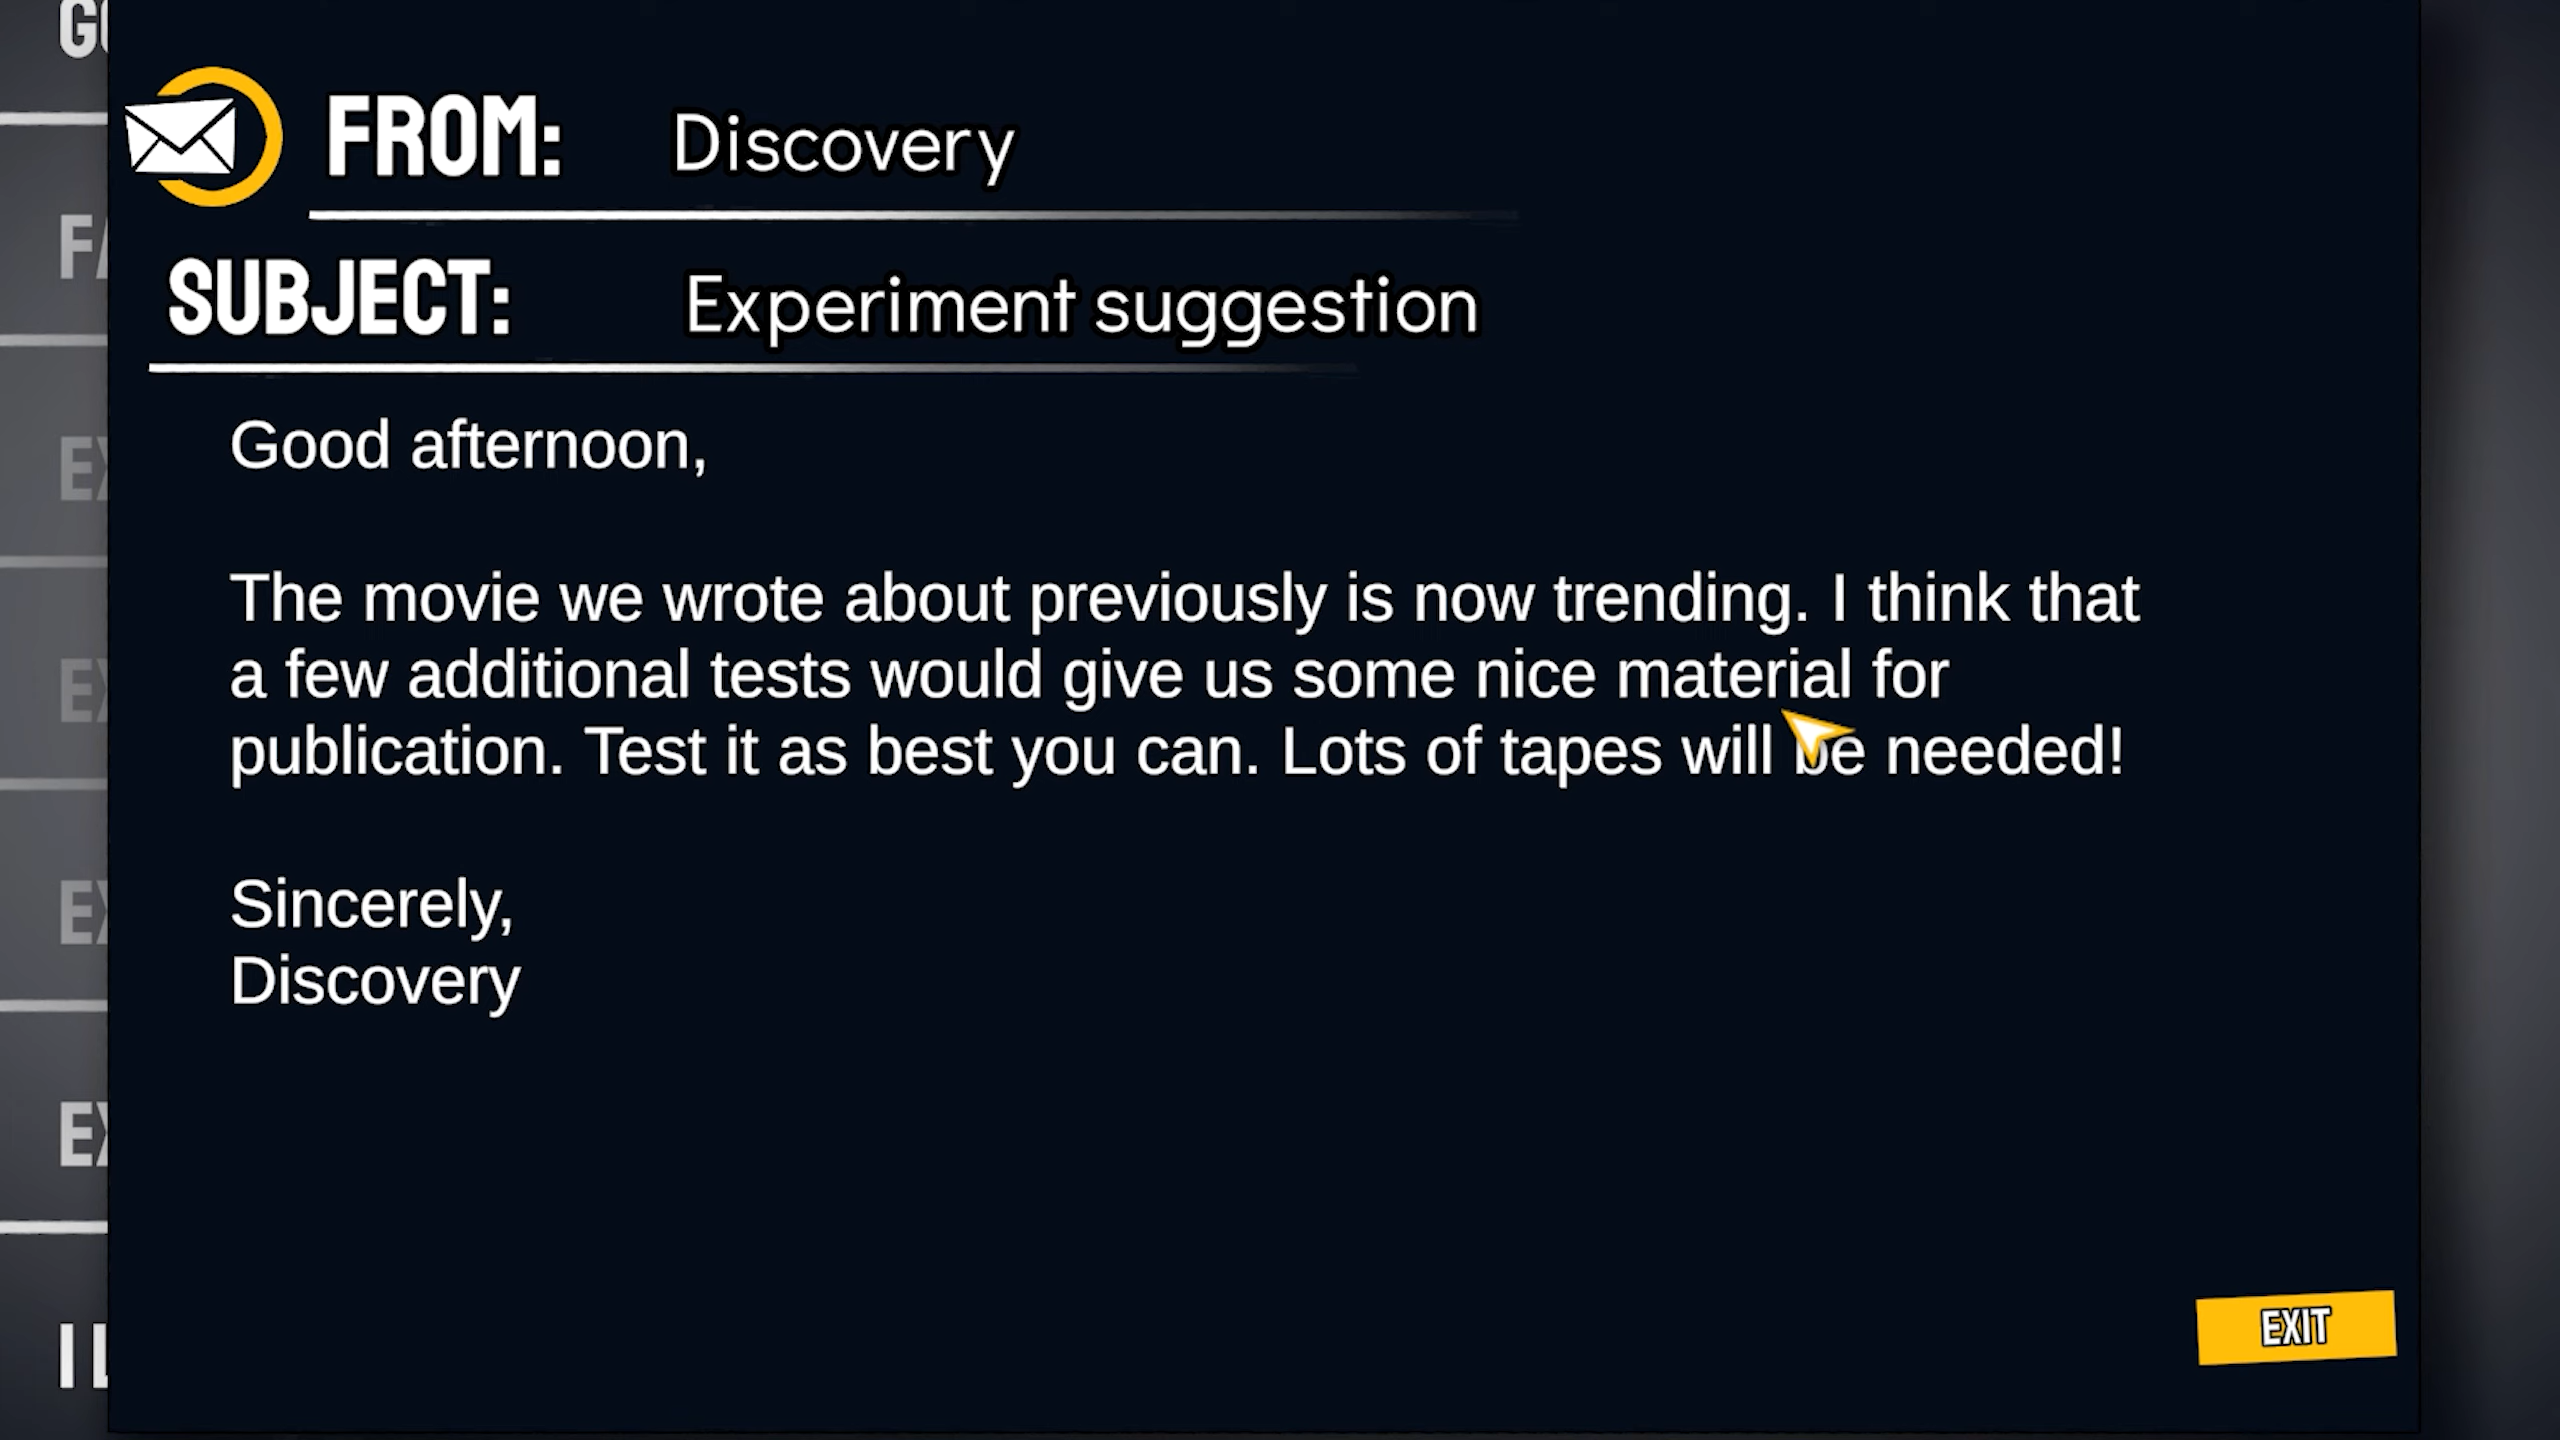 FROM: Discovery
SUBJECT: Experiment suggestion
Good afternoon,
The movie we wrote about previously is now trending. I think that
a few additional tests would give us some nice material for
publication. Test it as best you can. Lots of tapes will be needed!
Sincerely,
Discovery
EXIT